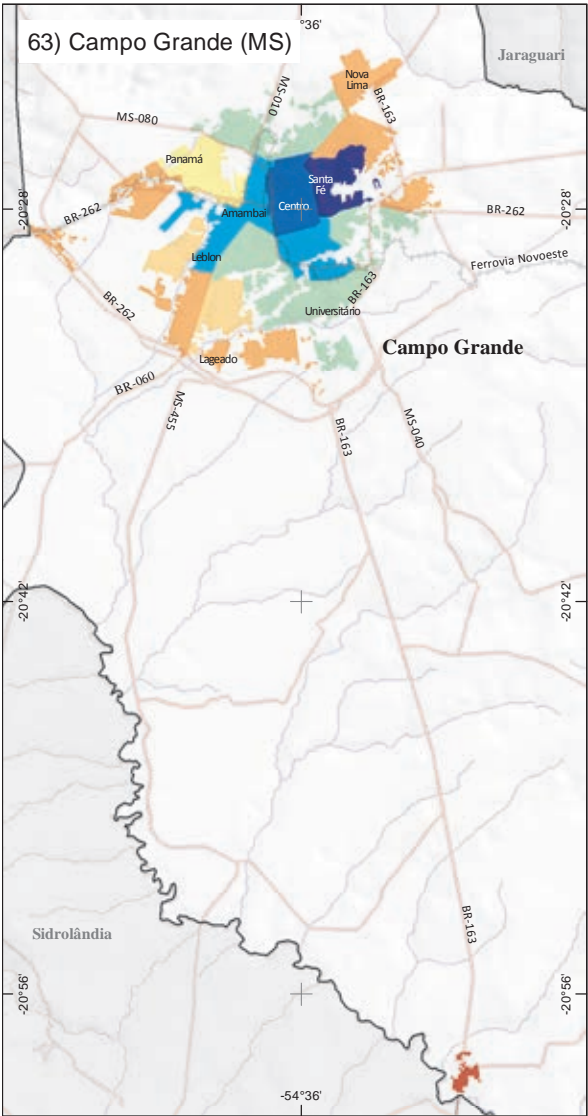 63) Campo Grande (MS)
°36'
Jaraguari
Nova
Lima
MS-010
BR-163
MS-080
Panamá
Santa
Fé
-20°28'
BR-262
Amambaí
Centro
BR-262
-20°28'
Leblon
Ferrovia Novoeste
BR-262
BR-163
Universitário
Campo Grande
Lageado
BR-060
MS-455
BR-163
MS-040
-20°42'
-20°42'
Sidrolândia
BR-163
-20°56'
-20°56'
-54°36'